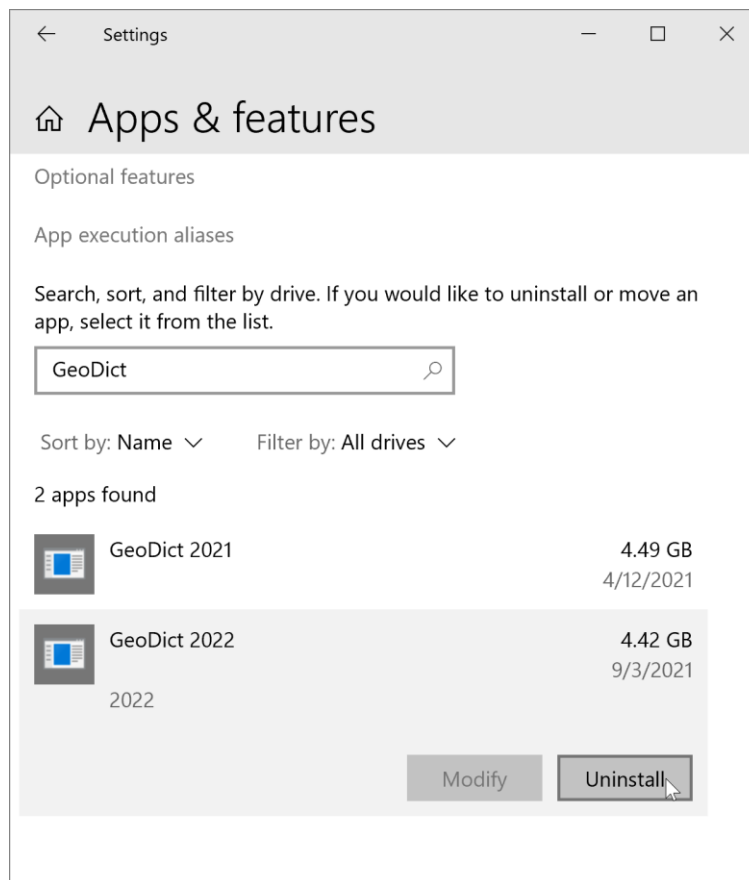 Settings
Apps & features
Optional features
App execution aliases
Search, sort, and filter by drive. If you would like to uninstall or move an
app, select it from the list.
GeoDict
Sort by: Name Filter by: All drives
2 apps found
GeoDict 2021 4.49 GB
4/12/2021
GeoDict 2022 4.42 GB
9/3/2021
2022
Modify Uninstall